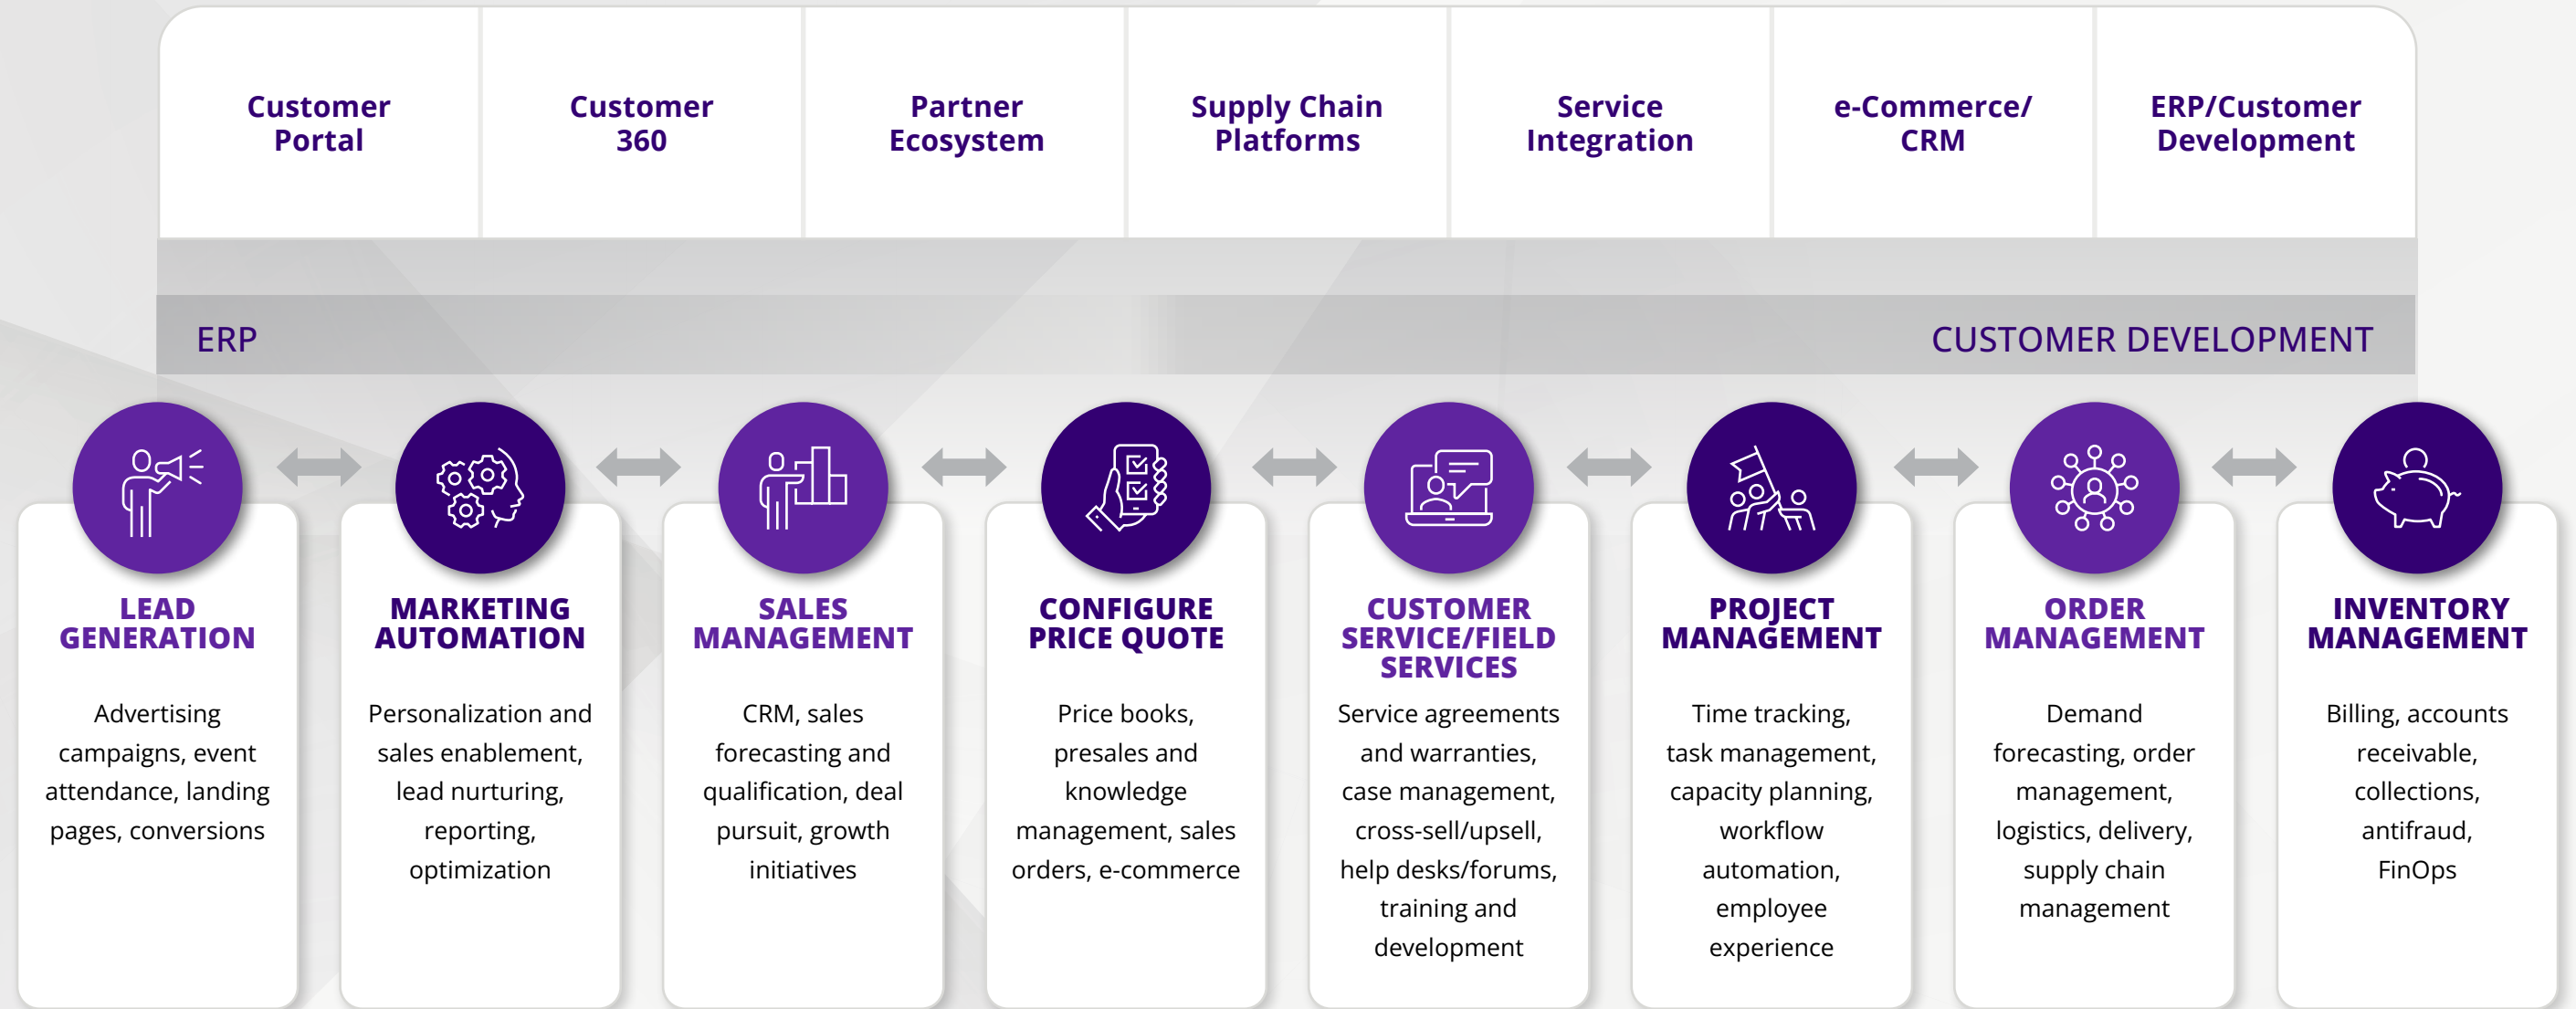 Customer
Portal
Customer
360
Partner
Ecosystem
Supply Chain
Platforms
Service
Integration
e-Commerce/
CRM
ERP/Customer
Development
ERP
CUSTOMER DEVELOPMENT
LEAD
GENERATION
Advertising
campaigns, event
attendance, landing
pages, conversions
MARKETING
AUTOMATION
Personalization and
sales enablement,
lead nurturing,
reporting,
optimization
SALES
MANAGEMENT
CRM, sales
forecasting and
qualification, deal
pursuit, growth
initiatives
CONFIGURE
PRICE QUOTE
Price books,
presales and
knowledge
management, sales
orders, e-commerce
CUSTOMER
SERVICE/FIELD
SERVICES
Service agreements
and warranties,
case management,
cross-sell/upsell,
help desks/forums,
training and
development
PROJECT
MANAGEMENT
Time tracking,
task management,
capacity planning,
workflow
automation,
employee
experience
ORDER
MANAGEMENT
Demand
forecasting, order
management,
logistics, delivery,
supply chain
management
INVENTORY
MANAGEMENT
Billing, accounts
receivable,
collections,
antifraud,
FinOps